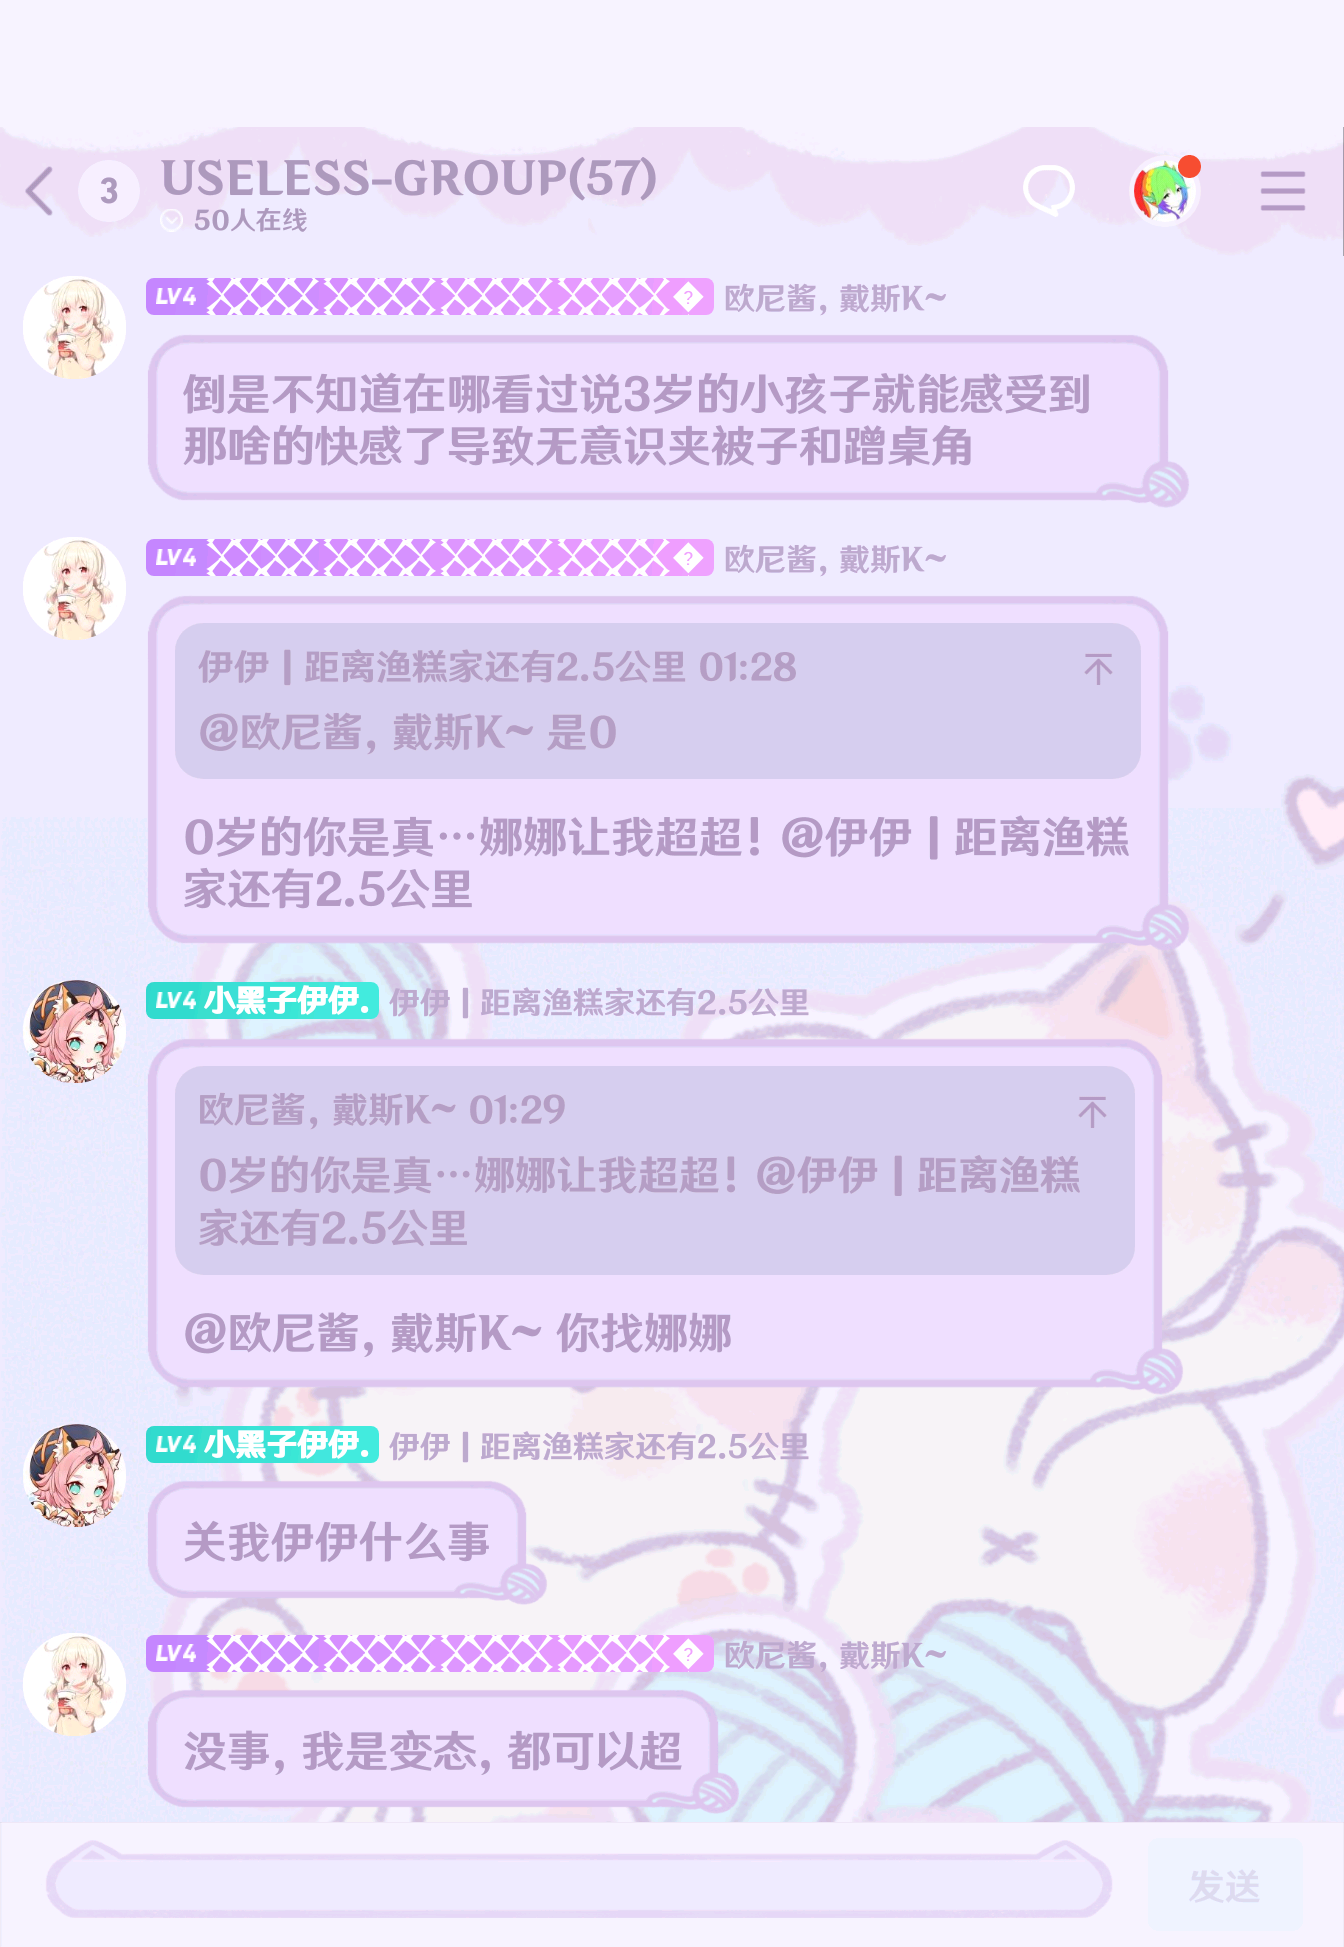 3
USELESS-GROUP(57)
50人在线
LV4 ? 欧尼酱, 戴斯K~
倒是不知道在哪看过说3岁的小孩子就能感受到
那啥的快感了导致无意识夹被子和蹭桌角
LV4 ? 欧尼酱, 戴斯K~
伊伊 | 距离渔糕家还有2.5公里 01:28
@欧尼酱, 戴斯K~ 是0
0岁的你是真…娜娜让我超超！@伊伊 | 距离渔糕
家还有2.5公里
LV4 小黑子伊伊. 伊伊 | 距离渔糕家还有2.5公里
欧尼酱, 戴斯K~ 01:29
0岁的你是真…娜娜让我超超！@伊伊 | 距离渔糕
家还有2.5公里
@欧尼酱, 戴斯K~ 你找娜娜
LV4 小黑子伊伊. 伊伊 | 距离渔糕家还有2.5公里
关我伊伊什么事
LV4 ? 欧尼酱, 戴斯K~
没事, 我是变态, 都可以超
发送